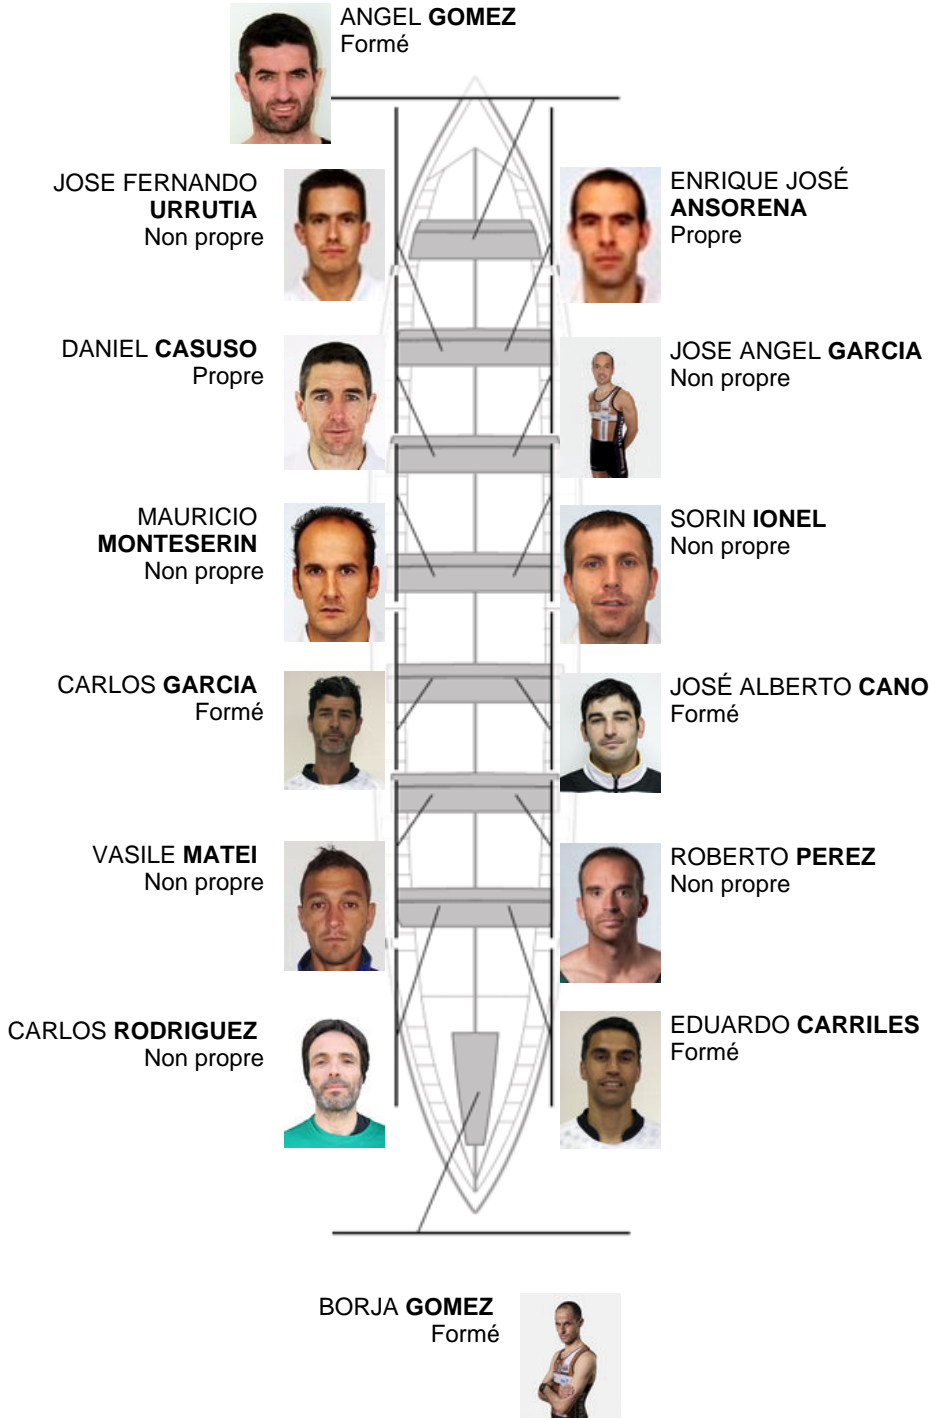 ANGEL GOMEZ
Formé
JOSE FERNANDO
URRUTIA
Non propre
ENRIQUE JOSÉ
ANSORENA
Propre
DANIEL CASUSO
Propre
JOSE ANGEL GARCIA
Non propre
MAURICIO
MONTESERIN
Non propre
SORIN IONEL
Non propre
CARLOS GARCIA
Formé
JOSÉ ALBERTO CANO
Formé
VASILE MATEI
Non propre
ROBERTO PEREZ
Non propre
CARLOS RODRIGUEZ
Non propre
EDUARDO CARRILES
Formé
BORJA GOMEZ
Formé